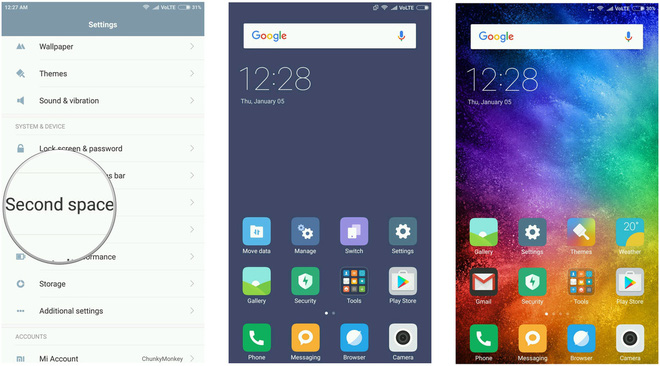 12:27 AM
VoLTE
31%
Settings
Wallpaper
Themes
Sound & vibration
SYSTEM & DEVICE
Lock screen & password
s bar
Second space
ormance
Storage
Additional settings
ACCOUNTS
Mi Account
ChunkyMonkey
VoLTE
Google
12:28
Thu, January 05
Move data
Manage
Switch
Settings
Gallery
Security
Tools
Play Store
Phone
Messaging
Browser
Camera
VoLTE
30%
Google
12:28
Thu, January 05
20°
Gallery
Settings
Themes
Weather
Gmail
Security
Tools
Play Store
Phone
Messaging
Browser
Camera